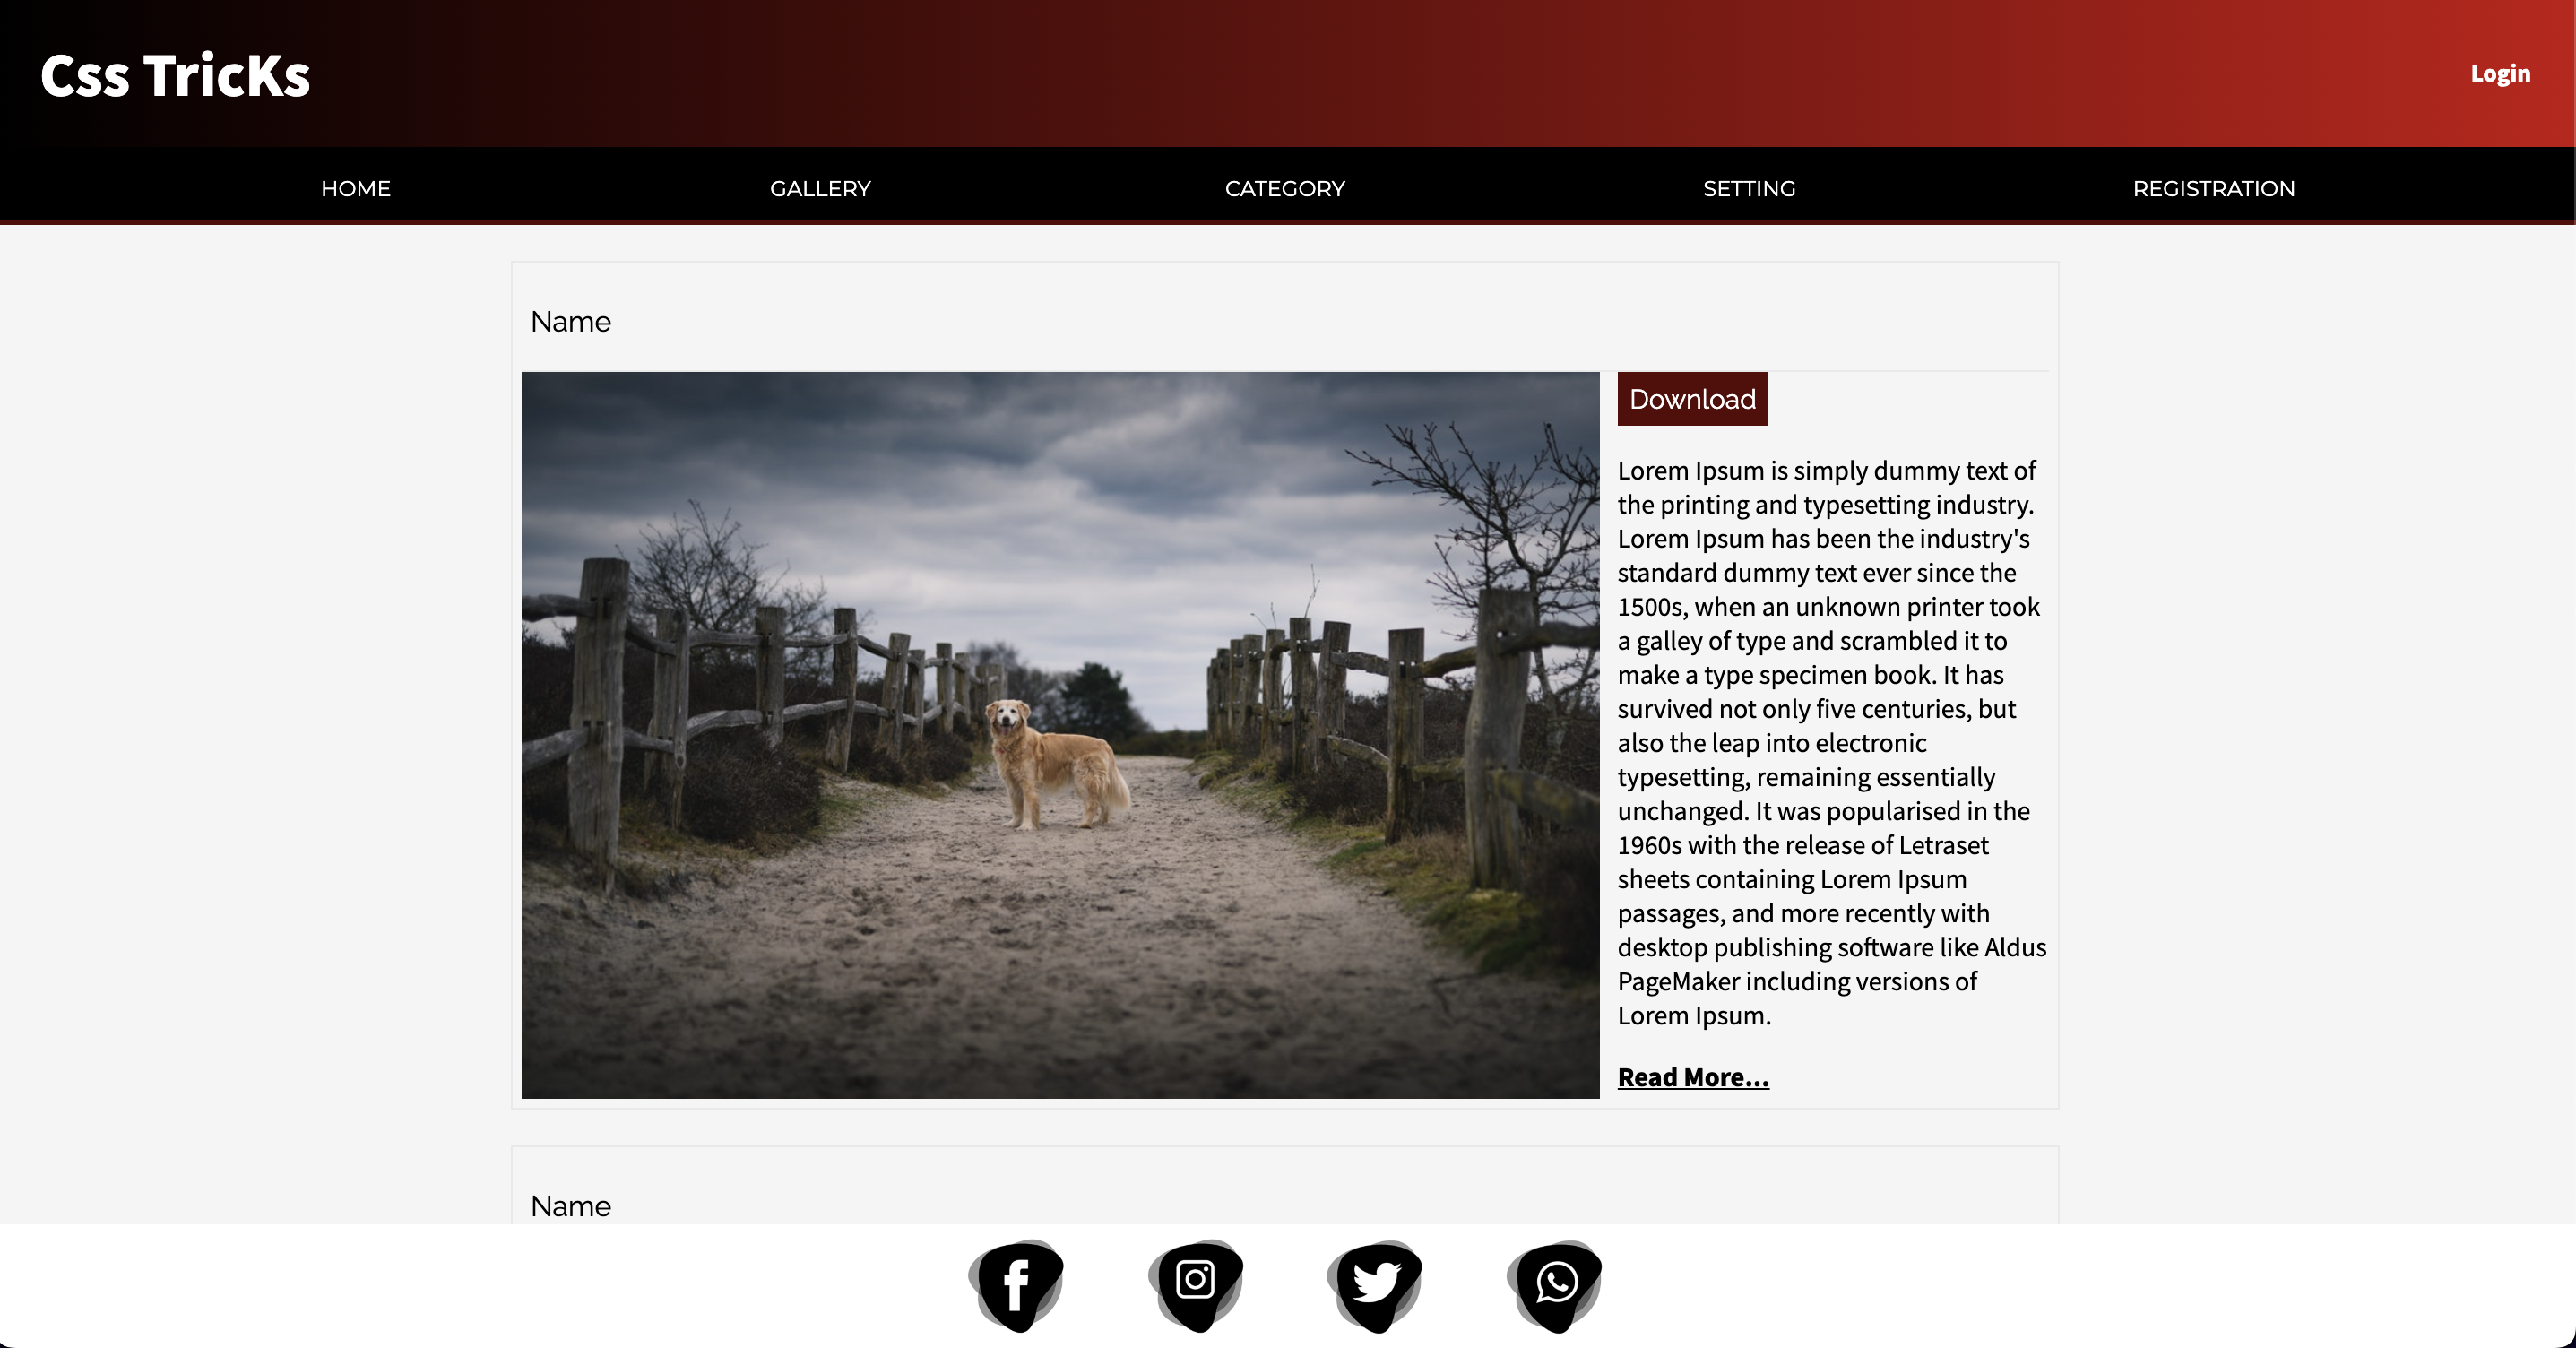 Css TricKs
Login
HOME
GALLERY
CATEGORY
SETTING
REGISTRATION
Name
Download
Lorem Ipsum is simply dummy text of
the printing and typesetting industry.
Lorem Ipsum has been the industry's
standard dummy text ever since the
1500s, when an unknown printer took
a galley of type and scrambled it to
make a type specimen book. It has
survived not only five centuries, but
also the leap into electronic
typesetting, remaining essentially
unchanged. It was popularised in the
1960s with the release of Letraset
sheets containing Lorem Ipsum
passages, and more recently with
desktop publishing software like Aldus
PageMaker including versions of
Lorem Ipsum.
Read More...
Name